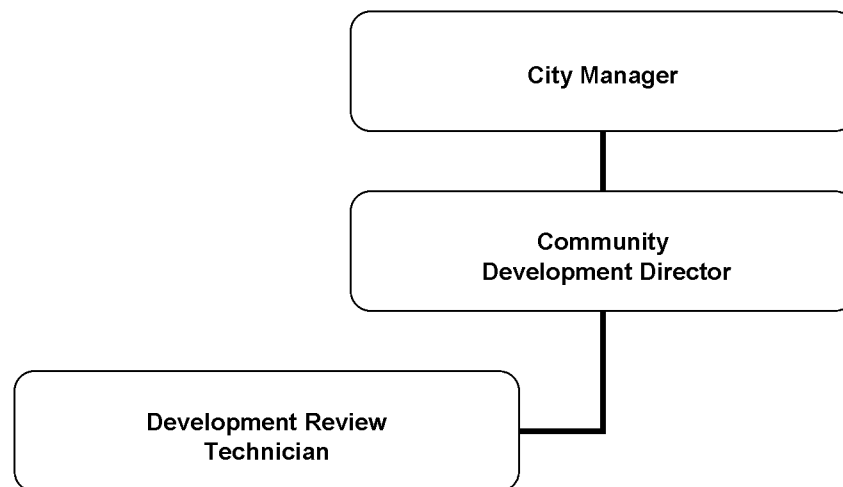 City Manager
Community
Development Director
Development Review
Technician